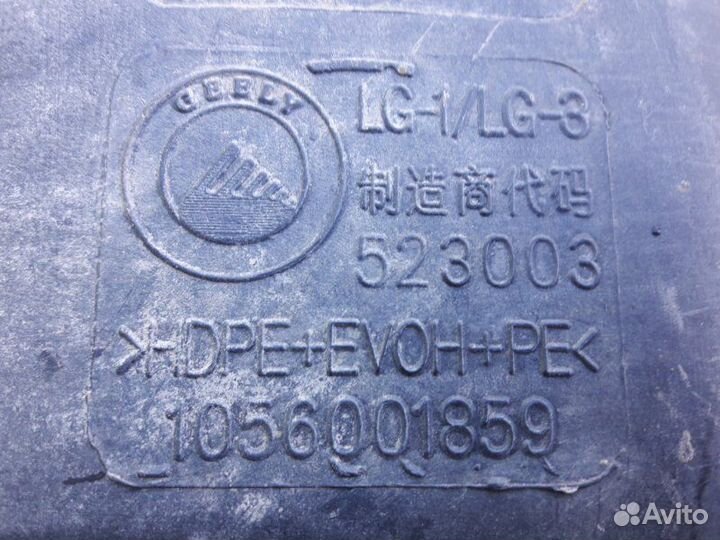 GEELY
LG-1/LG-3
制造商代码
523003
>HDPE+EVOH+PE<
1056001859
Avito